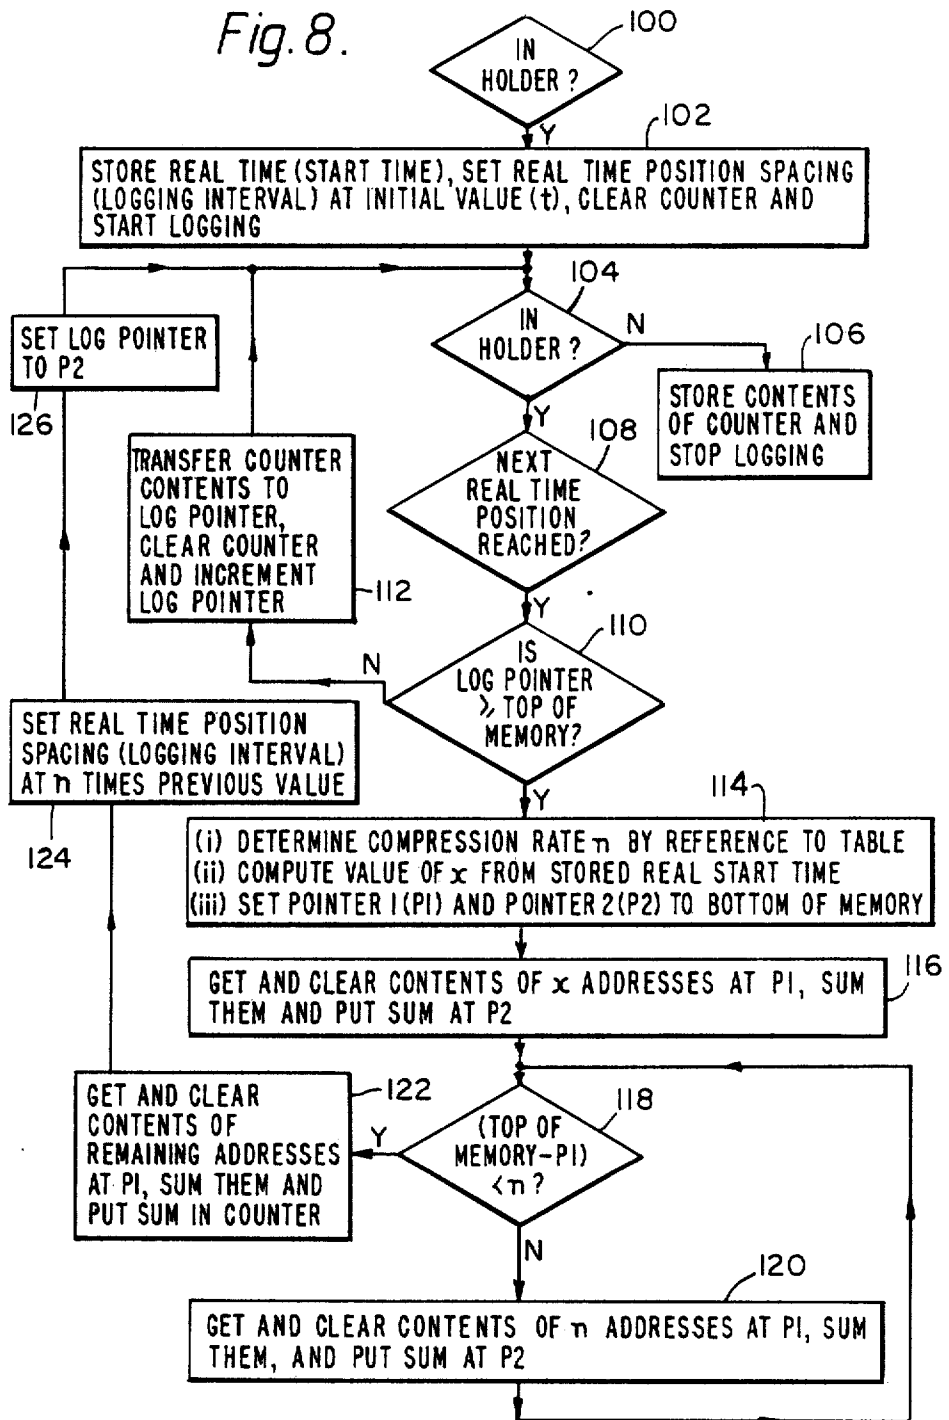 Fig. 8.
100
IN
HOLDER ?
Y
102
STORE REAL TIME (START TIME), SET REAL TIME POSITION SPACING
(LOGGING INTERVAL) AT INITIAL VALUE (t), CLEAR COUNTER AND
START LOGGING
104
IN
HOLDER ?
N
Y
106
STORE CONTENTS
OF COUNTER AND
STOP LOGGING
SET LOG POINTER
TO P2
126
108
NEXT
REAL TIME
POSITION
REACHED?
Y
TRANSFER COUNTER
CONTENTS TO
LOG POINTER,
CLEAR COUNTER
AND INCREMENT
LOG POINTER
112
110
IS
LOG POINTER
⩾ TOP OF
MEMORY?
N
Y
SET REAL TIME POSITION
SPACING (LOGGING INTERVAL)
AT n TIMES PREVIOUS VALUE
124
114
(i) DETERMINE COMPRESSION RATE n BY REFERENCE TO TABLE
(ii) COMPUTE VALUE OF x FROM STORED REAL START TIME
(iii) SET POINTER 1 (P1) AND POINTER 2 (P2) TO BOTTOM OF MEMORY
116
GET AND CLEAR CONTENTS OF x ADDRESSES AT P1, SUM
THEM AND PUT SUM AT P2
118
(TOP OF
MEMORY-P1)
<n?
Y
N
122
GET AND CLEAR
CONTENTS OF
REMAINING ADDRESSES
AT P1, SUM THEM AND
PUT SUM IN COUNTER
120
GET AND CLEAR CONTENTS OF n ADDRESSES AT P1, SUM
THEM, AND PUT SUM AT P2